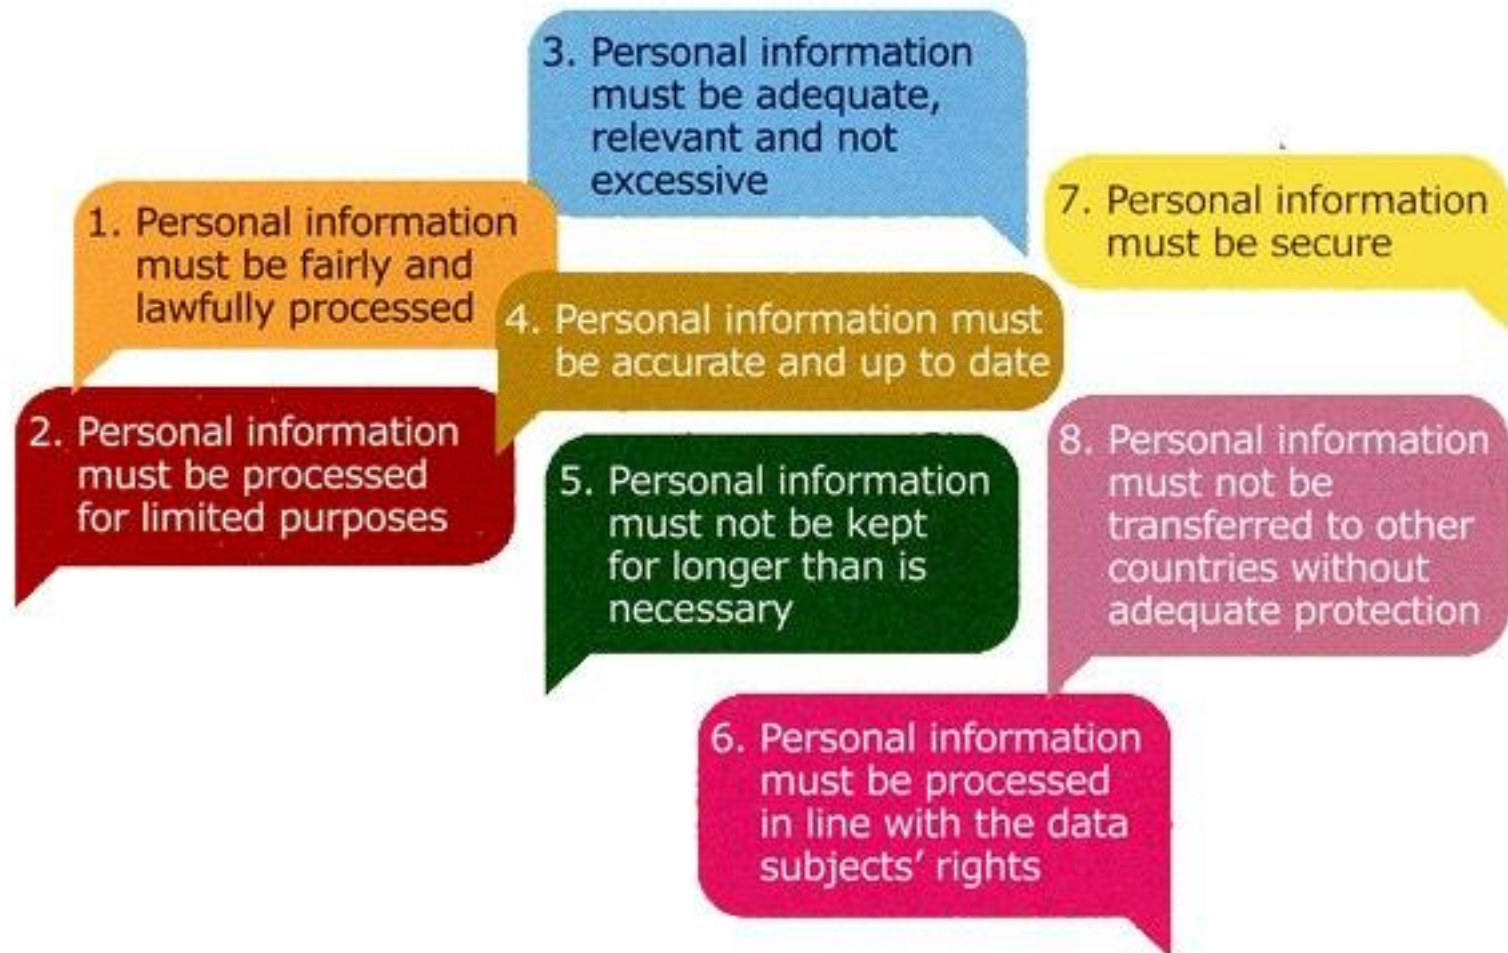 1. Personal information
must be fairly and
lawfully processed
2. Personal information
must be processed
for limited purposes
3. Personal information
must be adequate,
relevant and not
excessive
4. Personal information must
be accurate and up to date
5. Personal information
must not be kept
for longer than is
necessary
6. Personal information
must be processed
in line with the data
subjects’ rights
7. Personal information
must be secure
8. Personal information
must not be
transferred to other
countries without
adequate protection